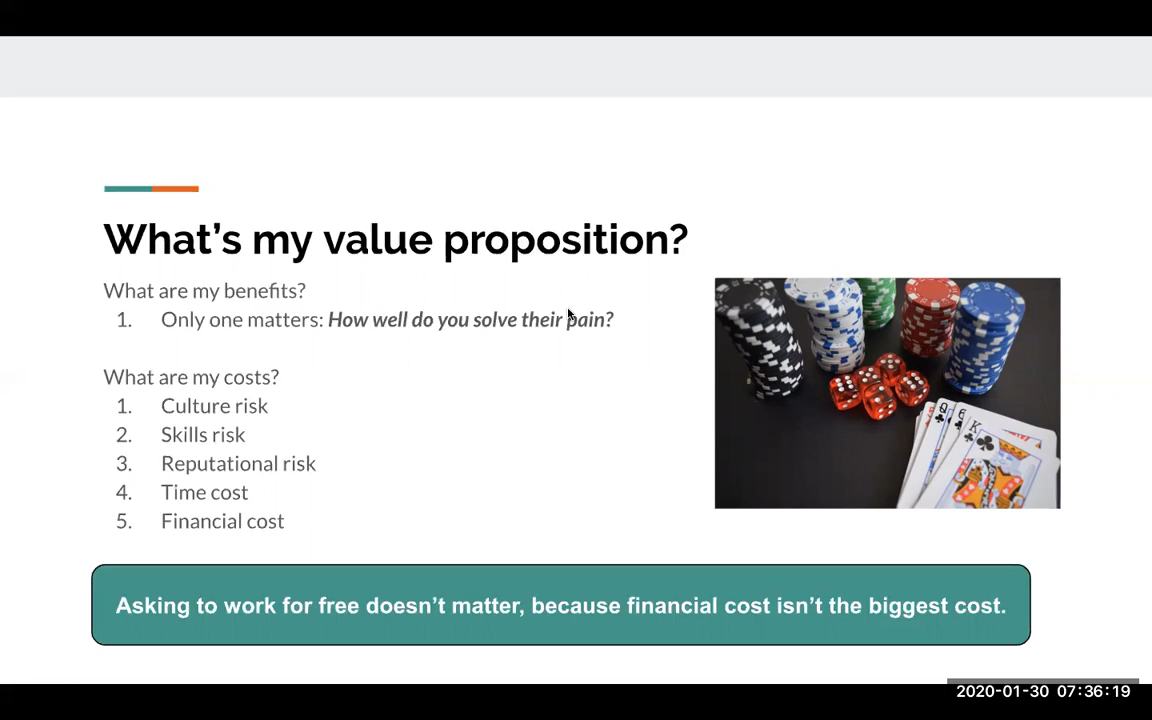 What's my value proposition?
What are my benefits?
1. Only one matters: How well do you solve their pain?
What are my costs?
1. Culture risk
2. Skills risk
3. Reputational risk
4. Time cost
5. Financial cost
Q
6
K
Asking to work for free doesn't matter, because financial cost isn't the biggest cost.
2020-01-30 07:36:19